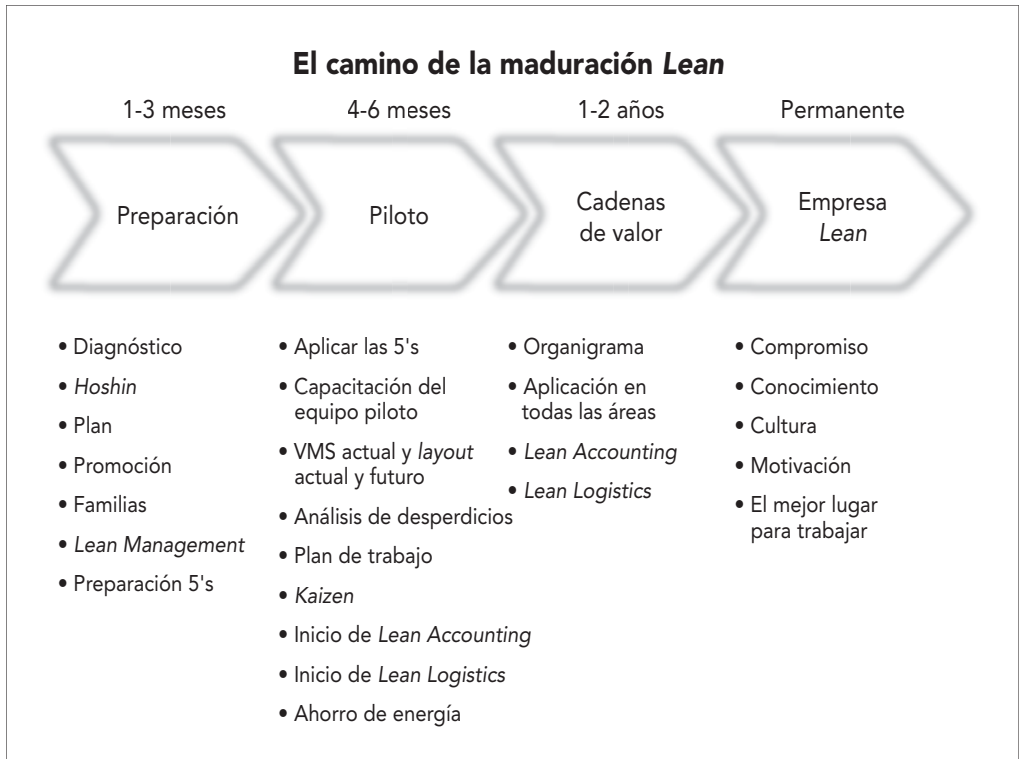 El camino de la maduración Lean
1-3 meses
Preparación
• Diagnóstico
• Hoshin
• Plan
• Promoción
• Familias
• Lean Management
• Preparación 5's
4-6 meses
Piloto
• Aplicar las 5's
• Capacitación del
equipo piloto
• VMS actual y layout
actual y futuro
• Análisis de desperdicios
• Plan de trabajo
• Kaizen
• Inicio de Lean Accounting
• Inicio de Lean Logistics
• Ahorro de energía
1-2 años
Cadenas
de valor
• Organigrama
• Aplicación en
todas las áreas
• Lean Accounting
• Lean Logistics
Permanente
Empresa
Lean
• Compromiso
• Conocimiento
• Cultura
• Motivación
• El mejor lugar
para trabajar